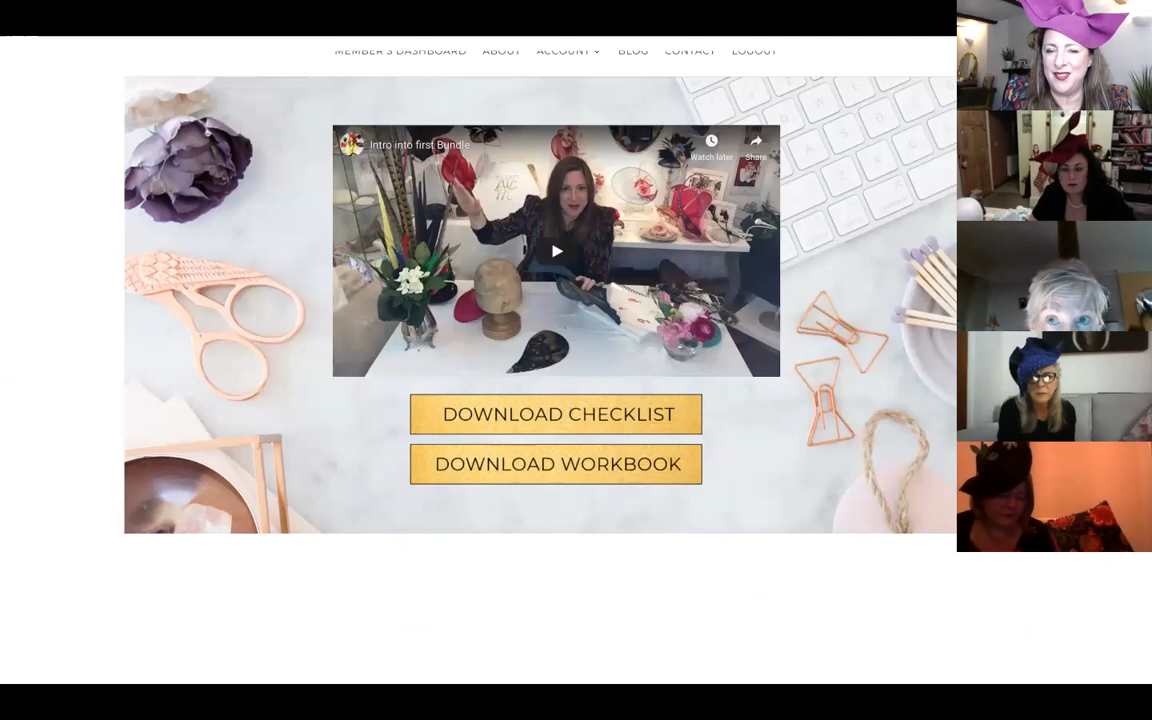 MEMBER'S DASHBOARD ABOUT ACCOUNT BLOG CONTACT LOGOUT
Intro into first Bundle
Watch later
Share
DOWNLOAD CHECKLIST
DOWNLOAD WORKBOOK